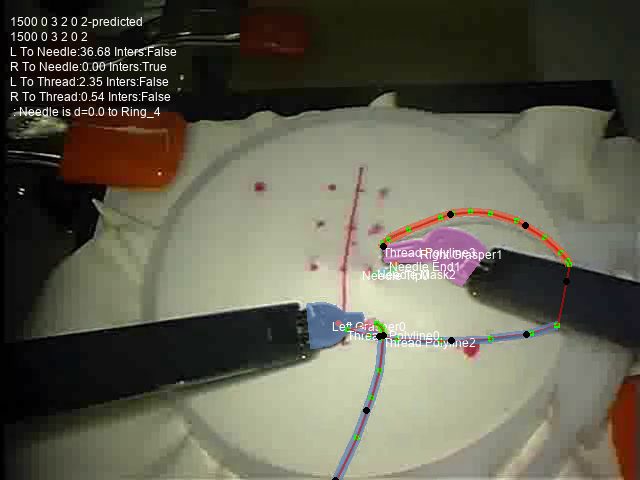 1500 0 3 2 0 2-predicted
1500 0 3 2 0 2
L To Needle:36.68 Inters:False
R To Needle:0.00 Inters:True
L To Thread:2.35 Inters:False
R To Thread:0.54 Inters:False
: Needle is d=0.0 to Ring_4
Right Grasper1
Needle End1
Left Grasper0
Thread Polyline0
Thread Polyline2